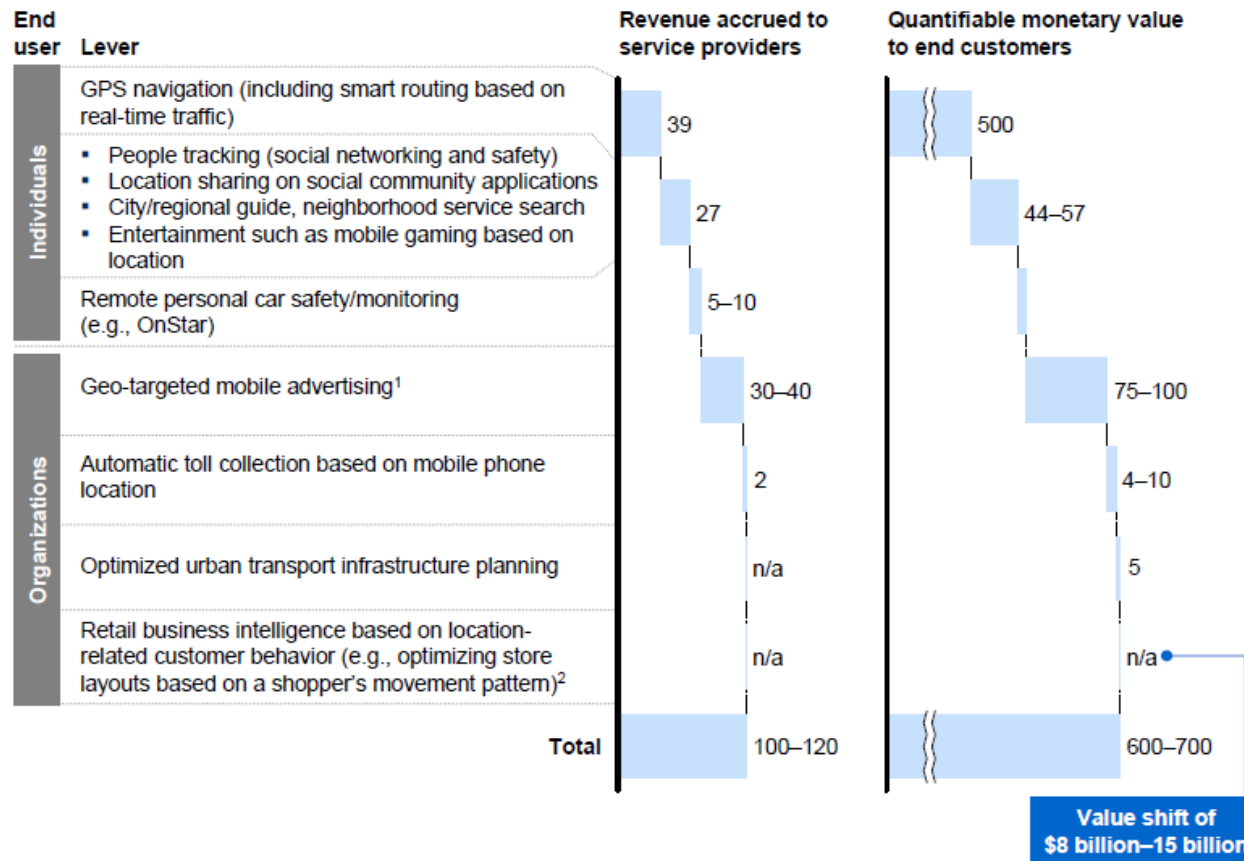 End user
Lever
Revenue accrued to
service providers
Quantifiable monetary value
to end customers
Individuals
GPS navigation (including smart routing based on
real-time traffic)
39
500
▪ People tracking (social networking and safety)
▪ Location sharing on social community applications
▪ City/regional guide, neighborhood service search
▪ Entertainment such as mobile gaming based on
location
27
44–57
Remote personal car safety/monitoring
(e.g., OnStar)
5–10
Organizations
Geo-targeted mobile advertising1
30–40
75–100
Automatic toll collection based on mobile phone
location
2
4–10
Optimized urban transport infrastructure planning
n/a
5
Retail business intelligence based on location-
related customer behavior (e.g., optimizing store
layouts based on a shopper's movement pattern)2
n/a
n/a
Total
100–120
600–700
Value shift of
$8 billion–15 billion